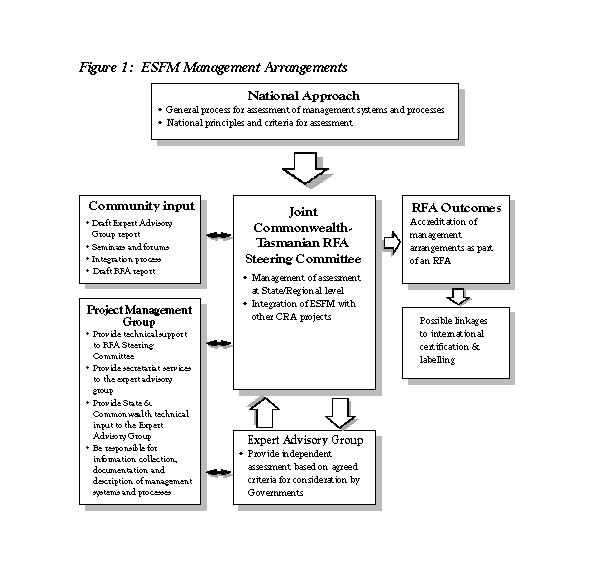 Figure 1: ESFM Management Arrangements
National Approach
• General process for assessment of management systems and processes
• National principles and criteria for assessment
Community input
• Draft Expert Advisory
Group report
• Seminars and forums
• Integration process
• Draft RFA report
Joint
Commonwealth-
Tasmanian RFA
Steering Committee
• Management of assessment
at State/Regional level
• Integration of ESFM with
other CRA projects
RFA Outcomes
Accreditation of
management
arrangements as part
of an RFA
Possible linkages
to international
certification &
labelling
Project Management
Group
• Provide technical support
to RFA Steering
Committee
• Provide secretariat services
to the expert advisory
group
• Provide State &
Commonwealth technical
input to the Expert
Advisory Group
• Be responsible for
information collection,
documentation and
description of management
systems and processes
Expert Advisory Group
• Provide independent
assessment based on agreed
criteria for consideration by
Governments